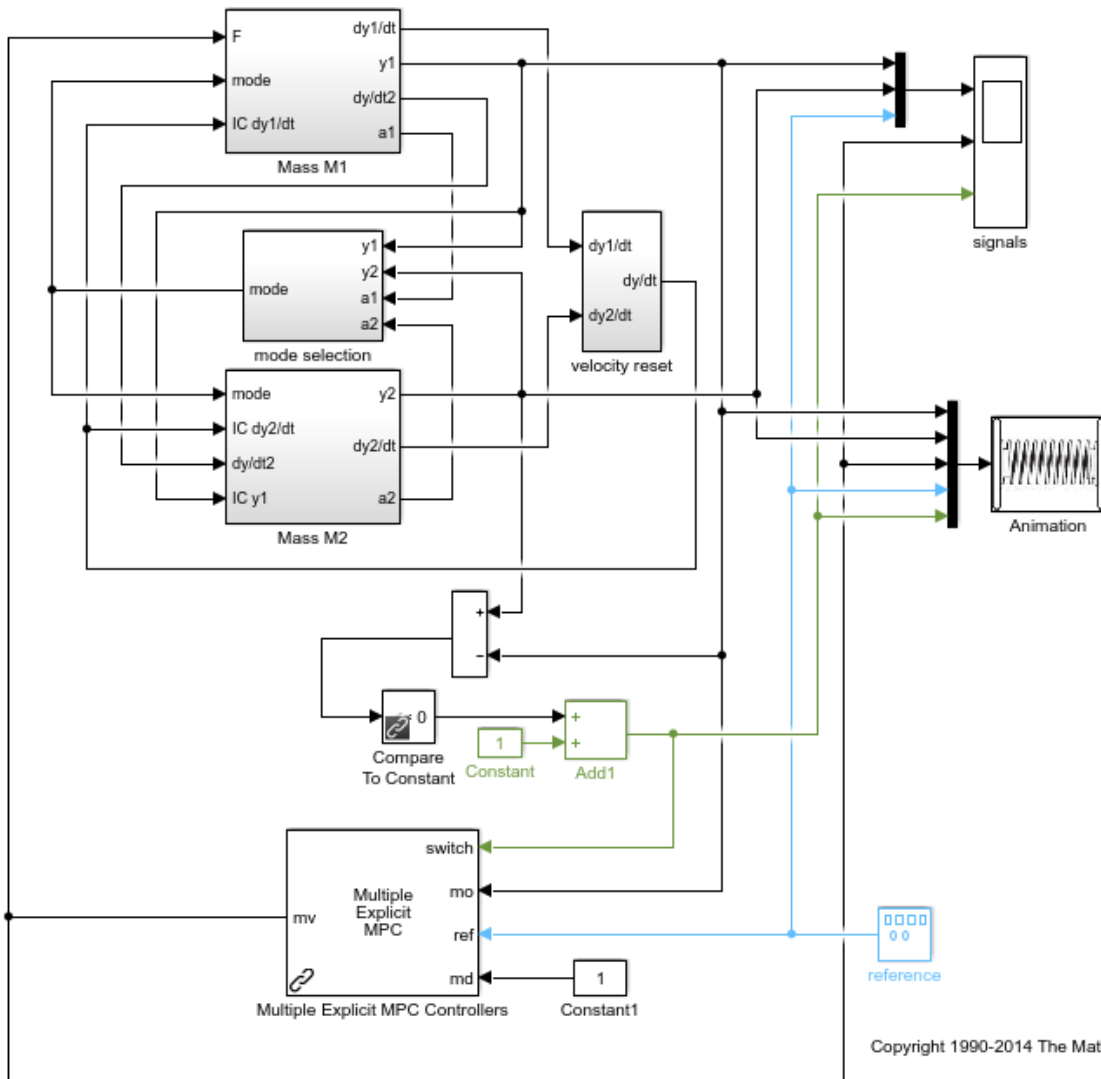 F
mode
IC dy1/dt
dy1/dt
y1
dy/dt2
a1
Mass M1
mode
y1
y2
a1
a2
mode selection
dy1/dt
dy2/dt
dy/dt
velocity reset
signals
mode
IC dy2/dt
dy/dt2
IC y1
y2
dy2/dt
a2
Mass M2
Animation
+
−
0
Compare
To Constant
1
Constant
+
+
Add1
mv
Multiple
Explicit
MPC
switch
mo
ref
md
Multiple Explicit MPC Controllers
1
Constant1
0 0
reference
Copyright 1990-2014 The Mat